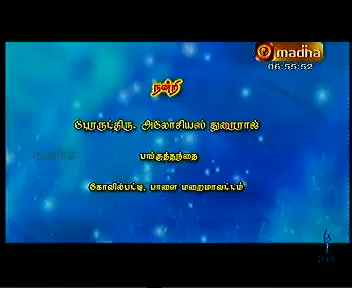 madha
06:55:52
நன்றி
பேரருட்திரு. அலோசியஸ் துரைராஜ்
பங்குத்தந்தை
கோவில்பட்டி, பாளை மறைமாவட்டம்